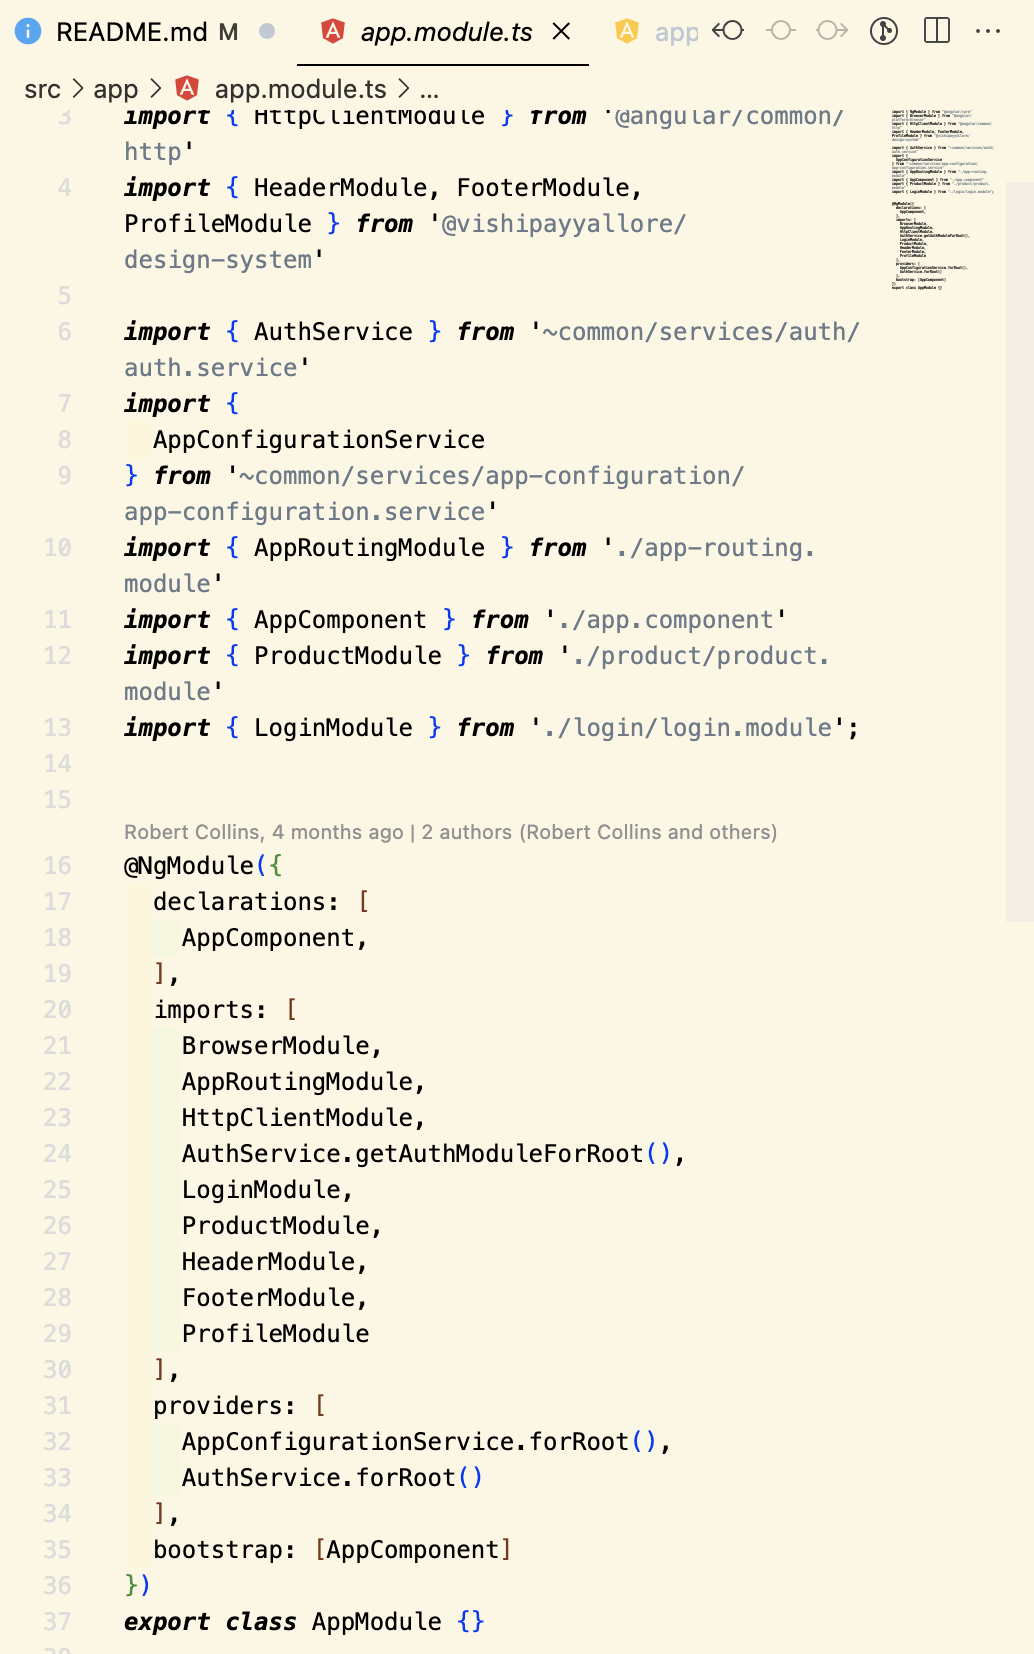 README.md M app.module.ts app
src > app > app.module.ts > ...
3 import { HttpClientModule } from '@angular/common/
http'
4 import { HeaderModule, FooterModule,
ProfileModule } from '@vishipayyallore/
design-system'
5
6 import { AuthService } from '~common/services/auth/
auth.service'
7 import {
8 AppConfigurationService
9 } from '~common/services/app-configuration/
app-configuration.service'
10 import { AppRoutingModule } from './app-routing.
module'
11 import { AppComponent } from './app.component'
12 import { ProductModule } from './product/product.
module'
13 import { LoginModule } from './login/login.module';
14
15
Robert Collins, 4 months ago | 2 authors (Robert Collins and others)
16 @NgModule({
17 declarations: [
18 AppComponent,
19 ],
20 imports: [
21 BrowserModule,
22 AppRoutingModule,
23 HttpClientModule,
24 AuthService.getAuthModuleForRoot(),
25 LoginModule,
26 ProductModule,
27 HeaderModule,
28 FooterModule,
29 ProfileModule
30 ],
31 providers: [
32 AppConfigurationService.forRoot(),
33 AuthService.forRoot()
34 ],
35 bootstrap: [AppComponent]
36 })
37 export class AppModule {}